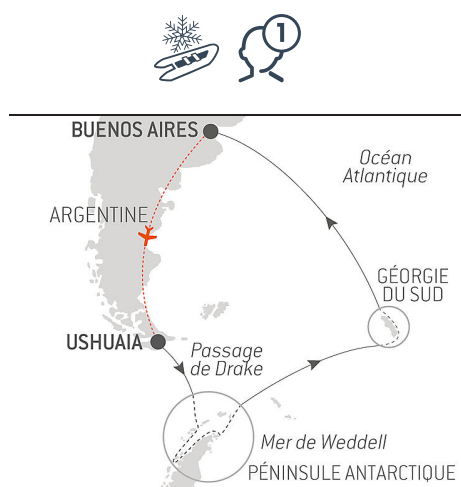 1
BUENOS AIRES
Océan
Atlantique
ARGENTINE
GÉORGIE
DU SUD
USHUAIA
Passage
de Drake
Mer de Weddell
PÉNINSULE ANTARCTIQUE